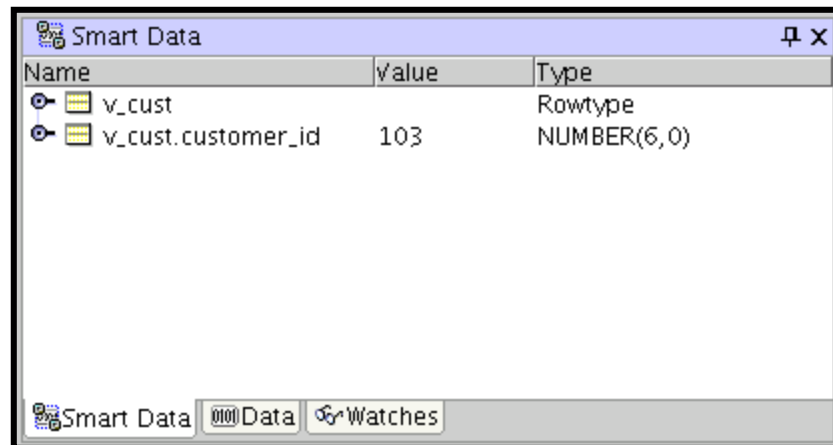 Smart Data
Name Value Type
v_cust Rowtype
v_cust.customer_id 103 NUMBER(6,0)
Smart Data Data Watches